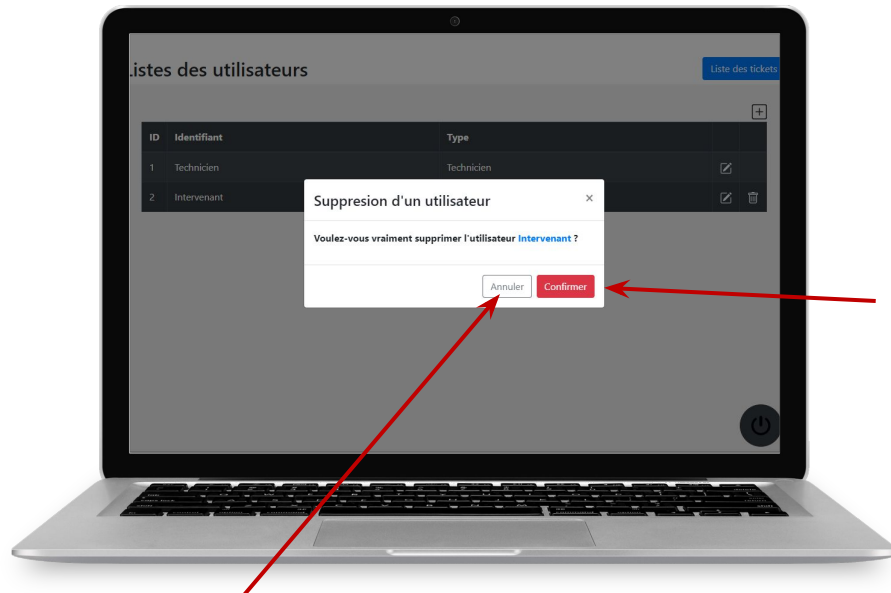 Listes des utilisateurs
Liste des tickets
ID Identifiant Type
1 Technicien Technicien
2 Intervenant
Suppresion d'un utilisateur ×
Voulez-vous vraiment supprimer l'utilisateur Intervenant ?
Annuler Confirmer